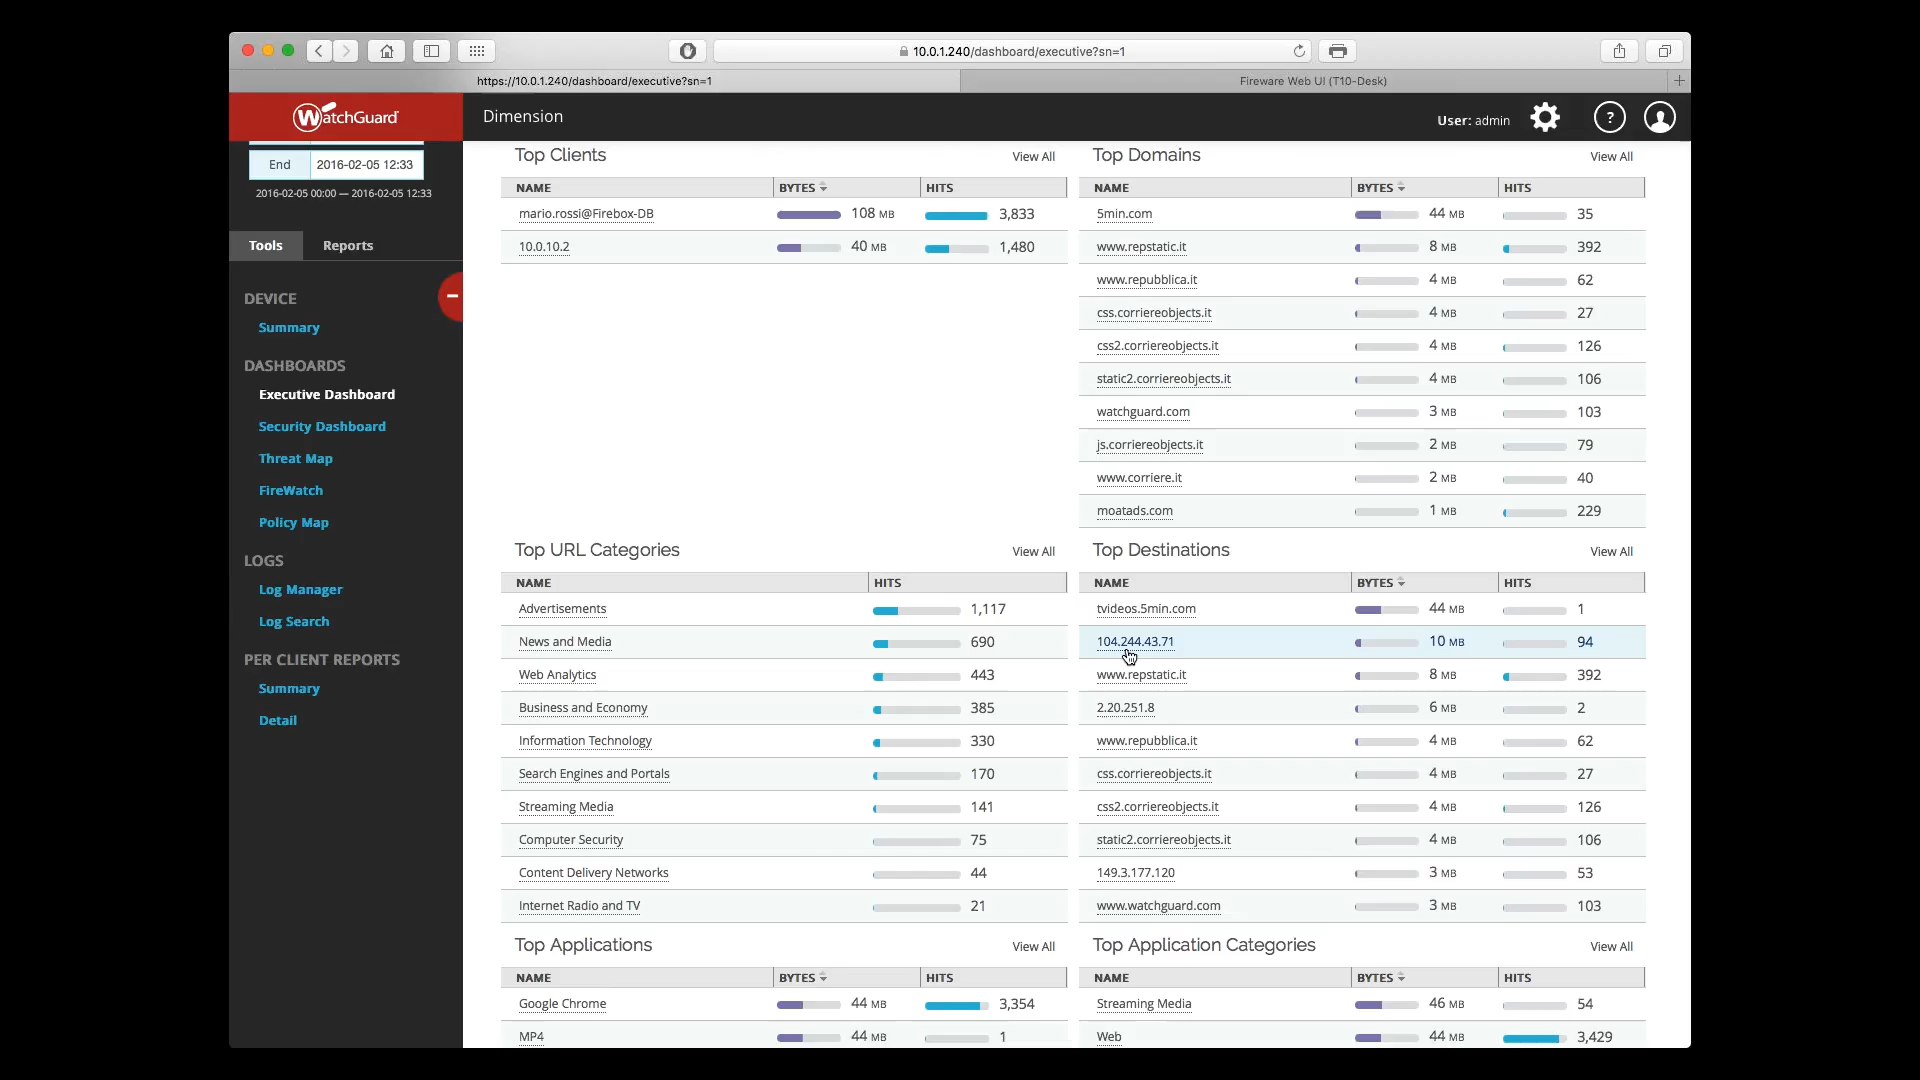 10.0.1.240/dashboard/executive?sn=1
https://10.0.1.240/dashboard/executive?sn=1
Fireware Web UI (T10-Desk)
WatchGuard
Dimension
User: admin
?
End 2016-02-05 12:33
2016-02-05 00:00 — 2016-02-05 12:33
Tools Reports
DEVICE
Summary
DASHBOARDS
Executive Dashboard
Security Dashboard
Threat Map
FireWatch
Policy Map
LOGS
Log Manager
Log Search
PER CLIENT REPORTS
Summary
Detail
Top Clients View All
NAME BYTES HITS
mario.rossi@Firebox-DB 108 MB 3,833
10.0.10.2 40 MB 1,480
Top Domains View All
NAME BYTES HITS
5min.com 44 MB 35
www.repstatic.it 8 MB 392
www.repubblica.it 4 MB 62
css.corriereobjects.it 4 MB 27
css2.corriereobjects.it 4 MB 126
static2.corriereobjects.it 4 MB 106
watchguard.com 3 MB 103
js.corriereobjects.it 2 MB 79
www.corriere.it 2 MB 40
moatads.com 1 MB 229
Top URL Categories View All
NAME HITS
Advertisements 1,117
News and Media 690
Web Analytics 443
Business and Economy 385
Information Technology 330
Search Engines and Portals 170
Streaming Media 141
Computer Security 75
Content Delivery Networks 44
Internet Radio and TV 21
Top Destinations View All
NAME BYTES HITS
tvideos.5min.com 44 MB 1
104.244.43.71 10 MB 94
www.repstatic.it 8 MB 392
2.20.251.8 6 MB 2
www.repubblica.it 4 MB 62
css.corriereobjects.it 4 MB 27
css2.corriereobjects.it 4 MB 126
static2.corriereobjects.it 4 MB 106
149.3.177.120 3 MB 53
www.watchguard.com 3 MB 103
Top Applications View All
NAME BYTES HITS
Google Chrome 44 MB 3,354
MP4 44 MB 1
Top Application Categories View All
NAME BYTES HITS
Streaming Media 46 MB 54
Web 44 MB 3,429